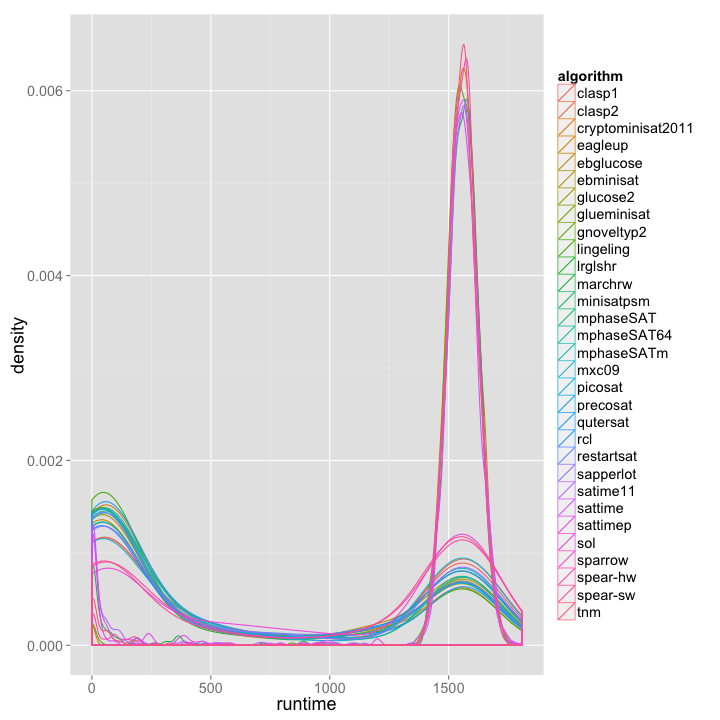 0.006
0.004
0.002
0.000
density
0
500
1000
1500
runtime
algorithm
clasp1
clasp2
cryptominisat2011
eagleup
ebglucose
ebminisat
glucose2
glueminisat
gnoveltyp2
lingeling
lrglshr
marchrw
minisatpsm
mphaseSAT
mphaseSAT64
mphaseSATm
mxc09
picosat
precosat
qutersat
rcl
restartsat
sapperlot
satime11
sattime
sattimep
sol
sparrow
spear-hw
spear-sw
tnm